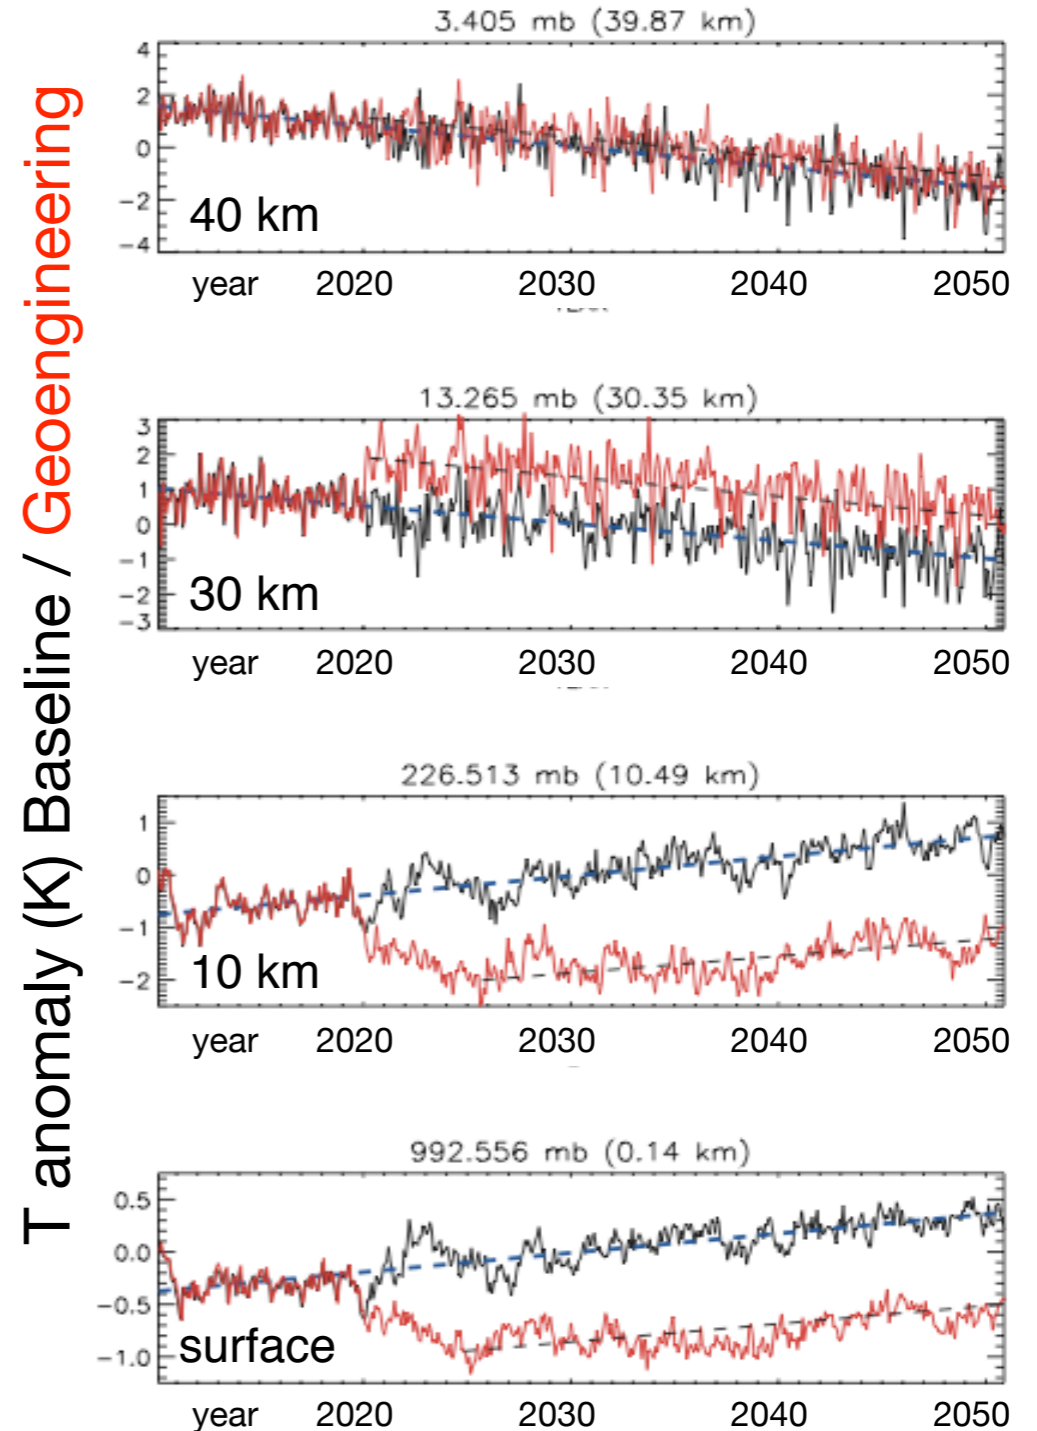 T anomaly (K) Baseline / Geoengineering
3.405 mb (39.87 km)
4
2
0
−2
−4
40 km
year 2020 2030 2040 2050
13.265 mb (30.35 km)
3
2
1
0
−1
−2
−3
30 km
year 2020 2030 2040 2050
226.513 mb (10.49 km)
1
0
−1
−2
10 km
year 2020 2030 2040 2050
992.556 mb (0.14 km)
0.5
0.0
−0.5
−1.0
surface
year 2020 2030 2040 2050